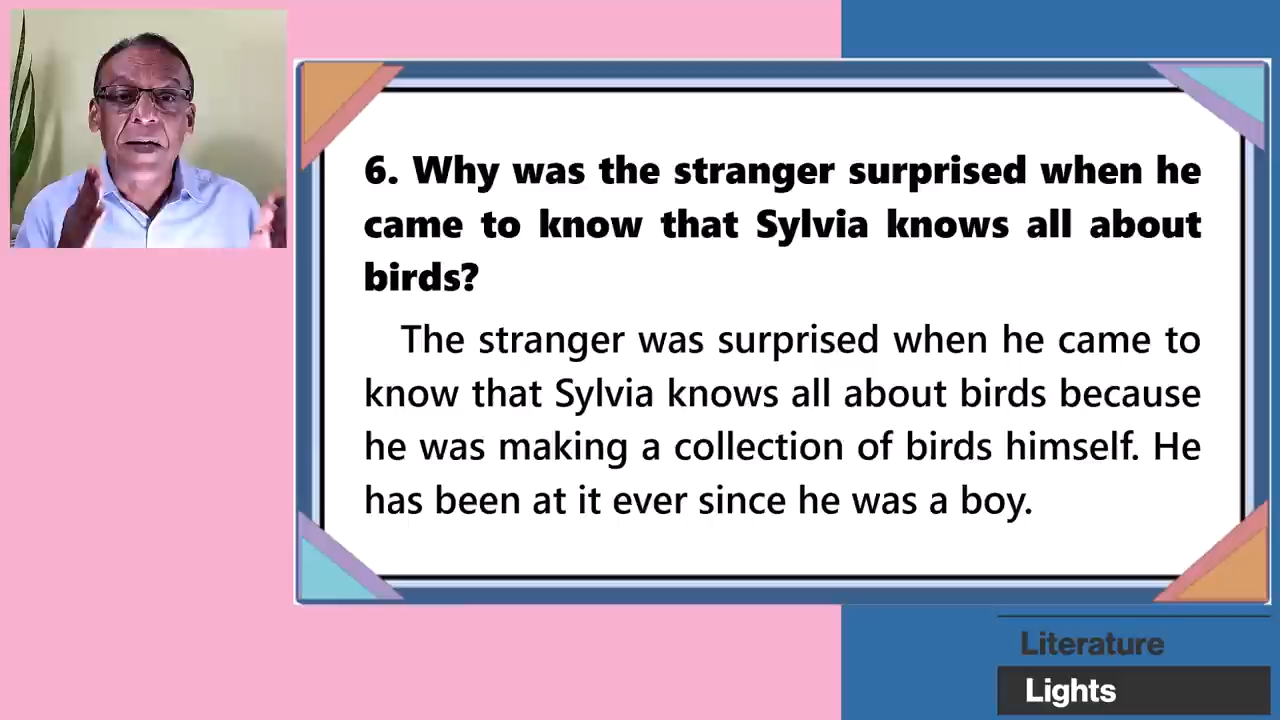 6. Why was the stranger surprised when he
came to know that Sylvia knows all about
birds?
The stranger was surprised when he came to
know that Sylvia knows all about birds because
he was making a collection of birds himself. He
has been at it ever since he was a boy.
Literature
Lights